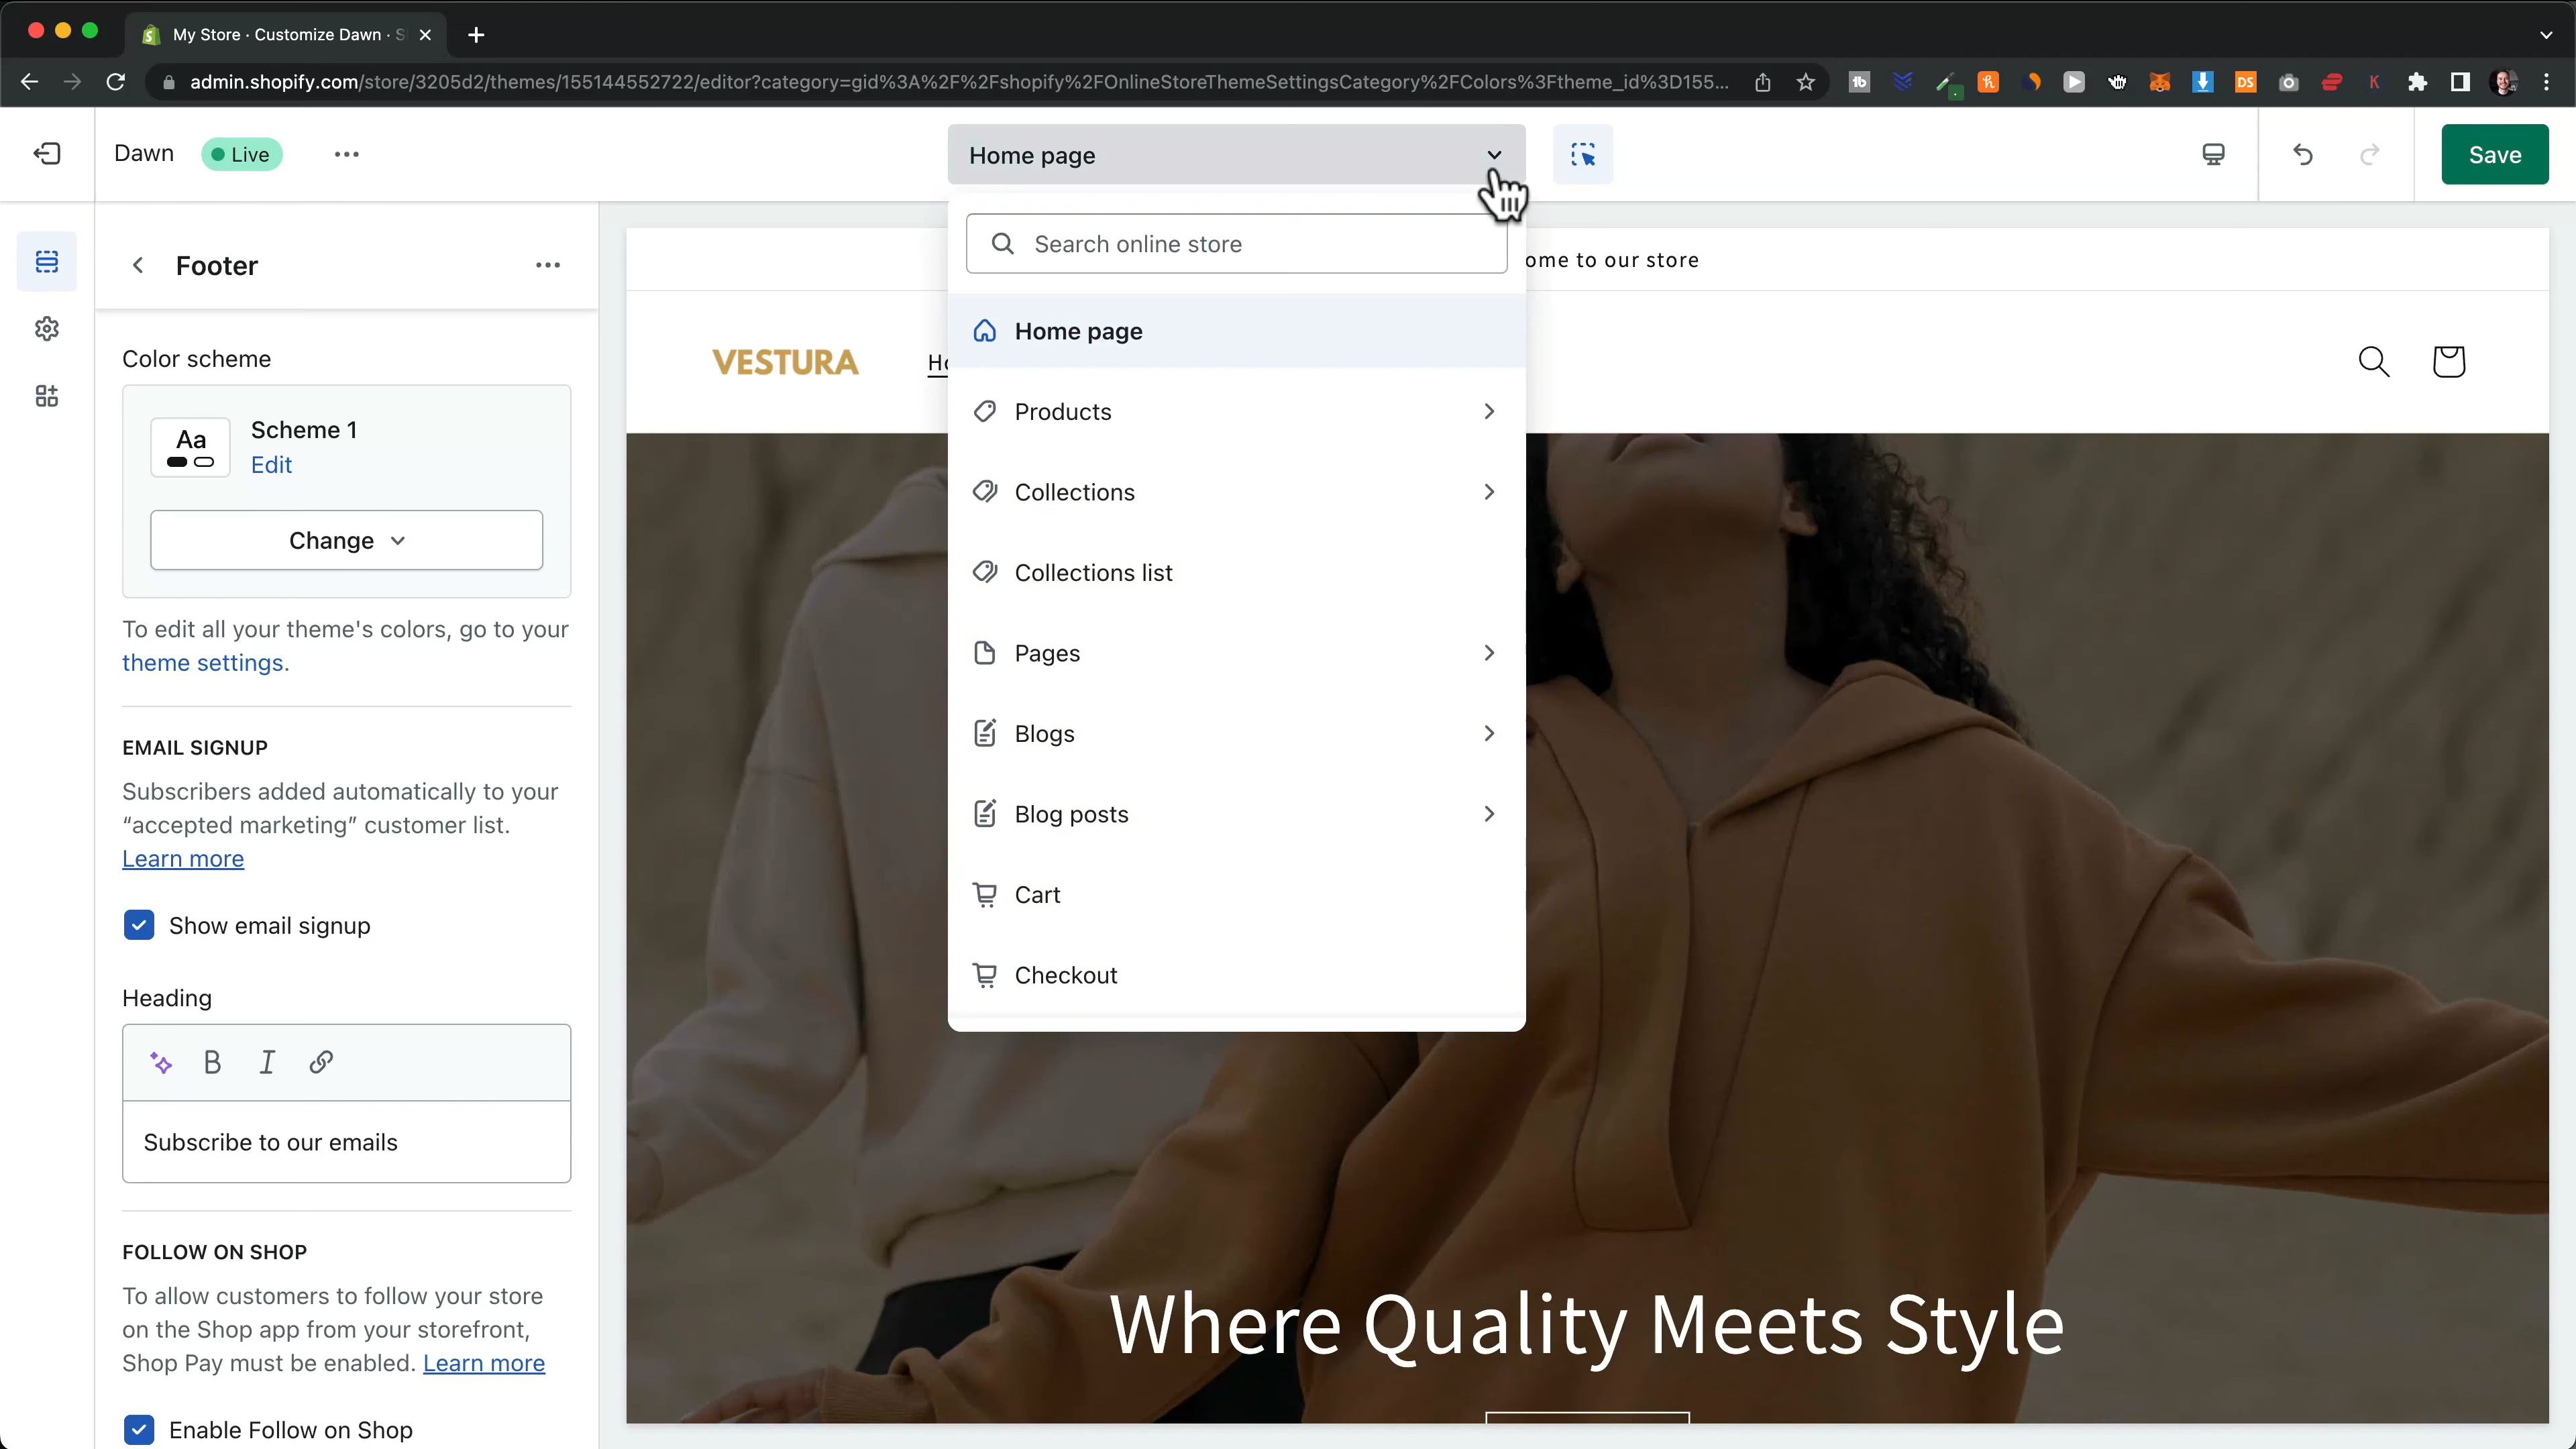 My Store · Customize Dawn · S
admin.shopify.com/store/3205d2/themes/155144552722/editor?category=gid%3A%2F%2Fshopify%2FOnlineStoreThemeSettingsCategory%2FColors%3Ftheme_id%3D155...
Dawn
Live
Home page
Save
Footer
Color scheme
Aa
Scheme 1
Edit
Change
To edit all your theme's colors, go to your
theme settings.
EMAIL SIGNUP
Subscribers added automatically to your
“accepted marketing” customer list.
Learn more
Show email signup
Heading
B I
Subscribe to our emails
FOLLOW ON SHOP
To allow customers to follow your store
on the Shop app from your storefront,
Shop Pay must be enabled. Learn more
Enable Follow on Shop
Search online store
Home page
Products
Collections
Collections list
Pages
Blogs
Blog posts
Cart
Checkout
ome to our store
VESTURA
Ho
Where Quality Meets Style